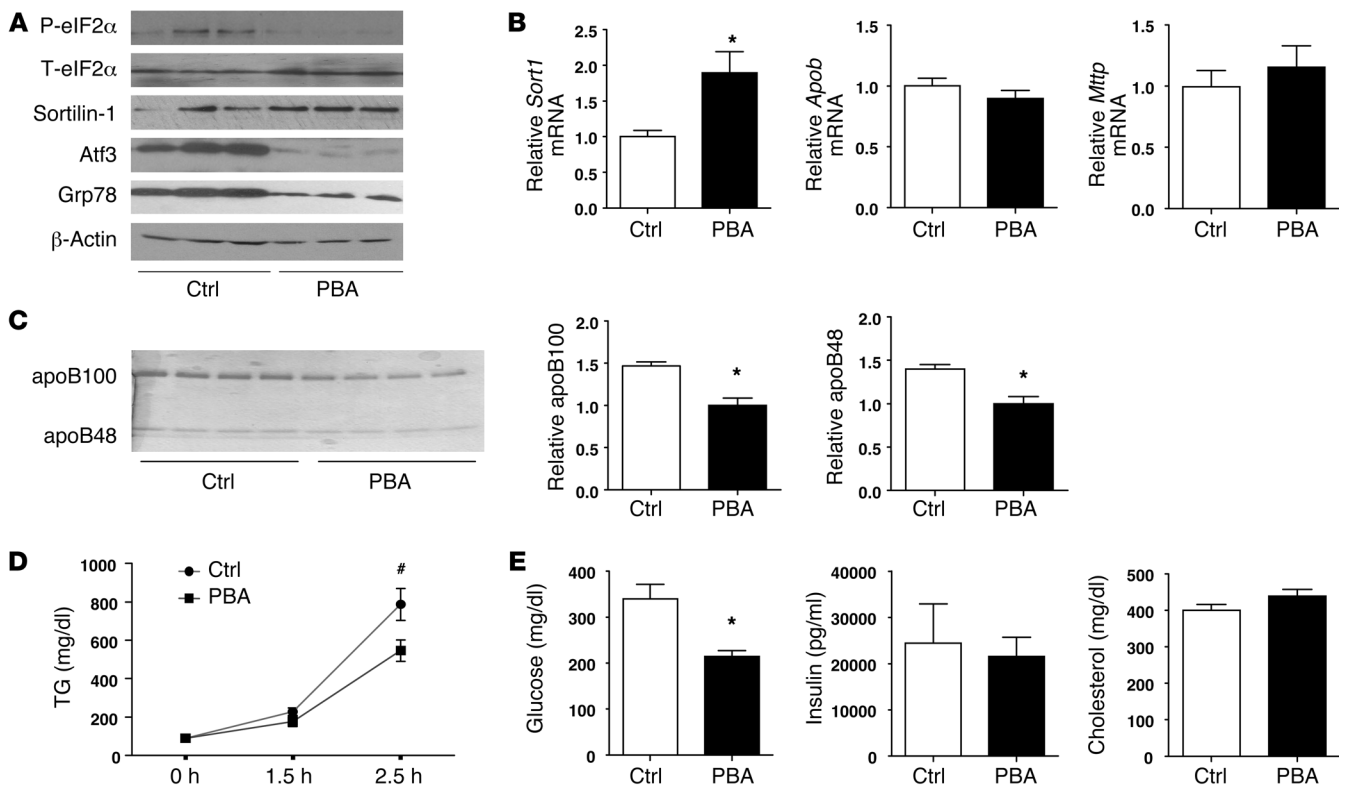 A
P-eIF2α
T-eIF2α
Sortilin-1
Atf3
Grp78
β-Actin
Ctrl PBA
B
Relative Sort1
mRNA
2.5
2.0
1.5
1.0
0.5
0.0
*
Ctrl PBA
Relative Apob
mRNA
1.5
1.0
0.5
0.0
Ctrl PBA
Relative Mttp
mRNA
1.5
1.0
0.5
0.0
Ctrl PBA
C
apoB100
apoB48
Ctrl PBA
Relative apoB100
2.0
1.5
1.0
0.5
0.0
*
Ctrl PBA
Relative apoB48
2.0
1.5
1.0
0.5
0.0
*
Ctrl PBA
D
TG (mg/dl)
1000
800
600
400
200
0
Ctrl
PBA
#
0 h 1.5 h 2.5 h
E
Glucose (mg/dl)
400
300
200
100
0
*
Ctrl PBA
Insulin (pg/ml)
40000
30000
20000
10000
0
Ctrl PBA
Cholesterol (mg/dl)
500
400
300
200
100
0
Ctrl PBA